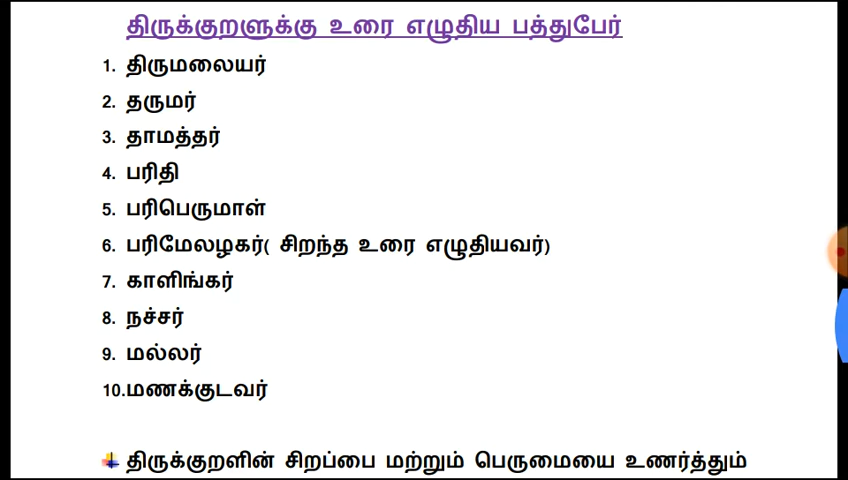 திருக்குறளுக்கு உரை எழுதிய பத்துபேர்
1. திருமலையர்
2. தருமர்
3. தாமத்தர்
4. பரிதி
5. பரிபெருமாள்
6. பரிமேலழகர்( சிறந்த உரை எழுதியவர்)
7. காளிங்கர்
8. நச்சர்
9. மல்லர்
10.மணக்குடவர்
திருக்குறளின் சிறப்பை மற்றும் பெருமையை உணர்த்தும்